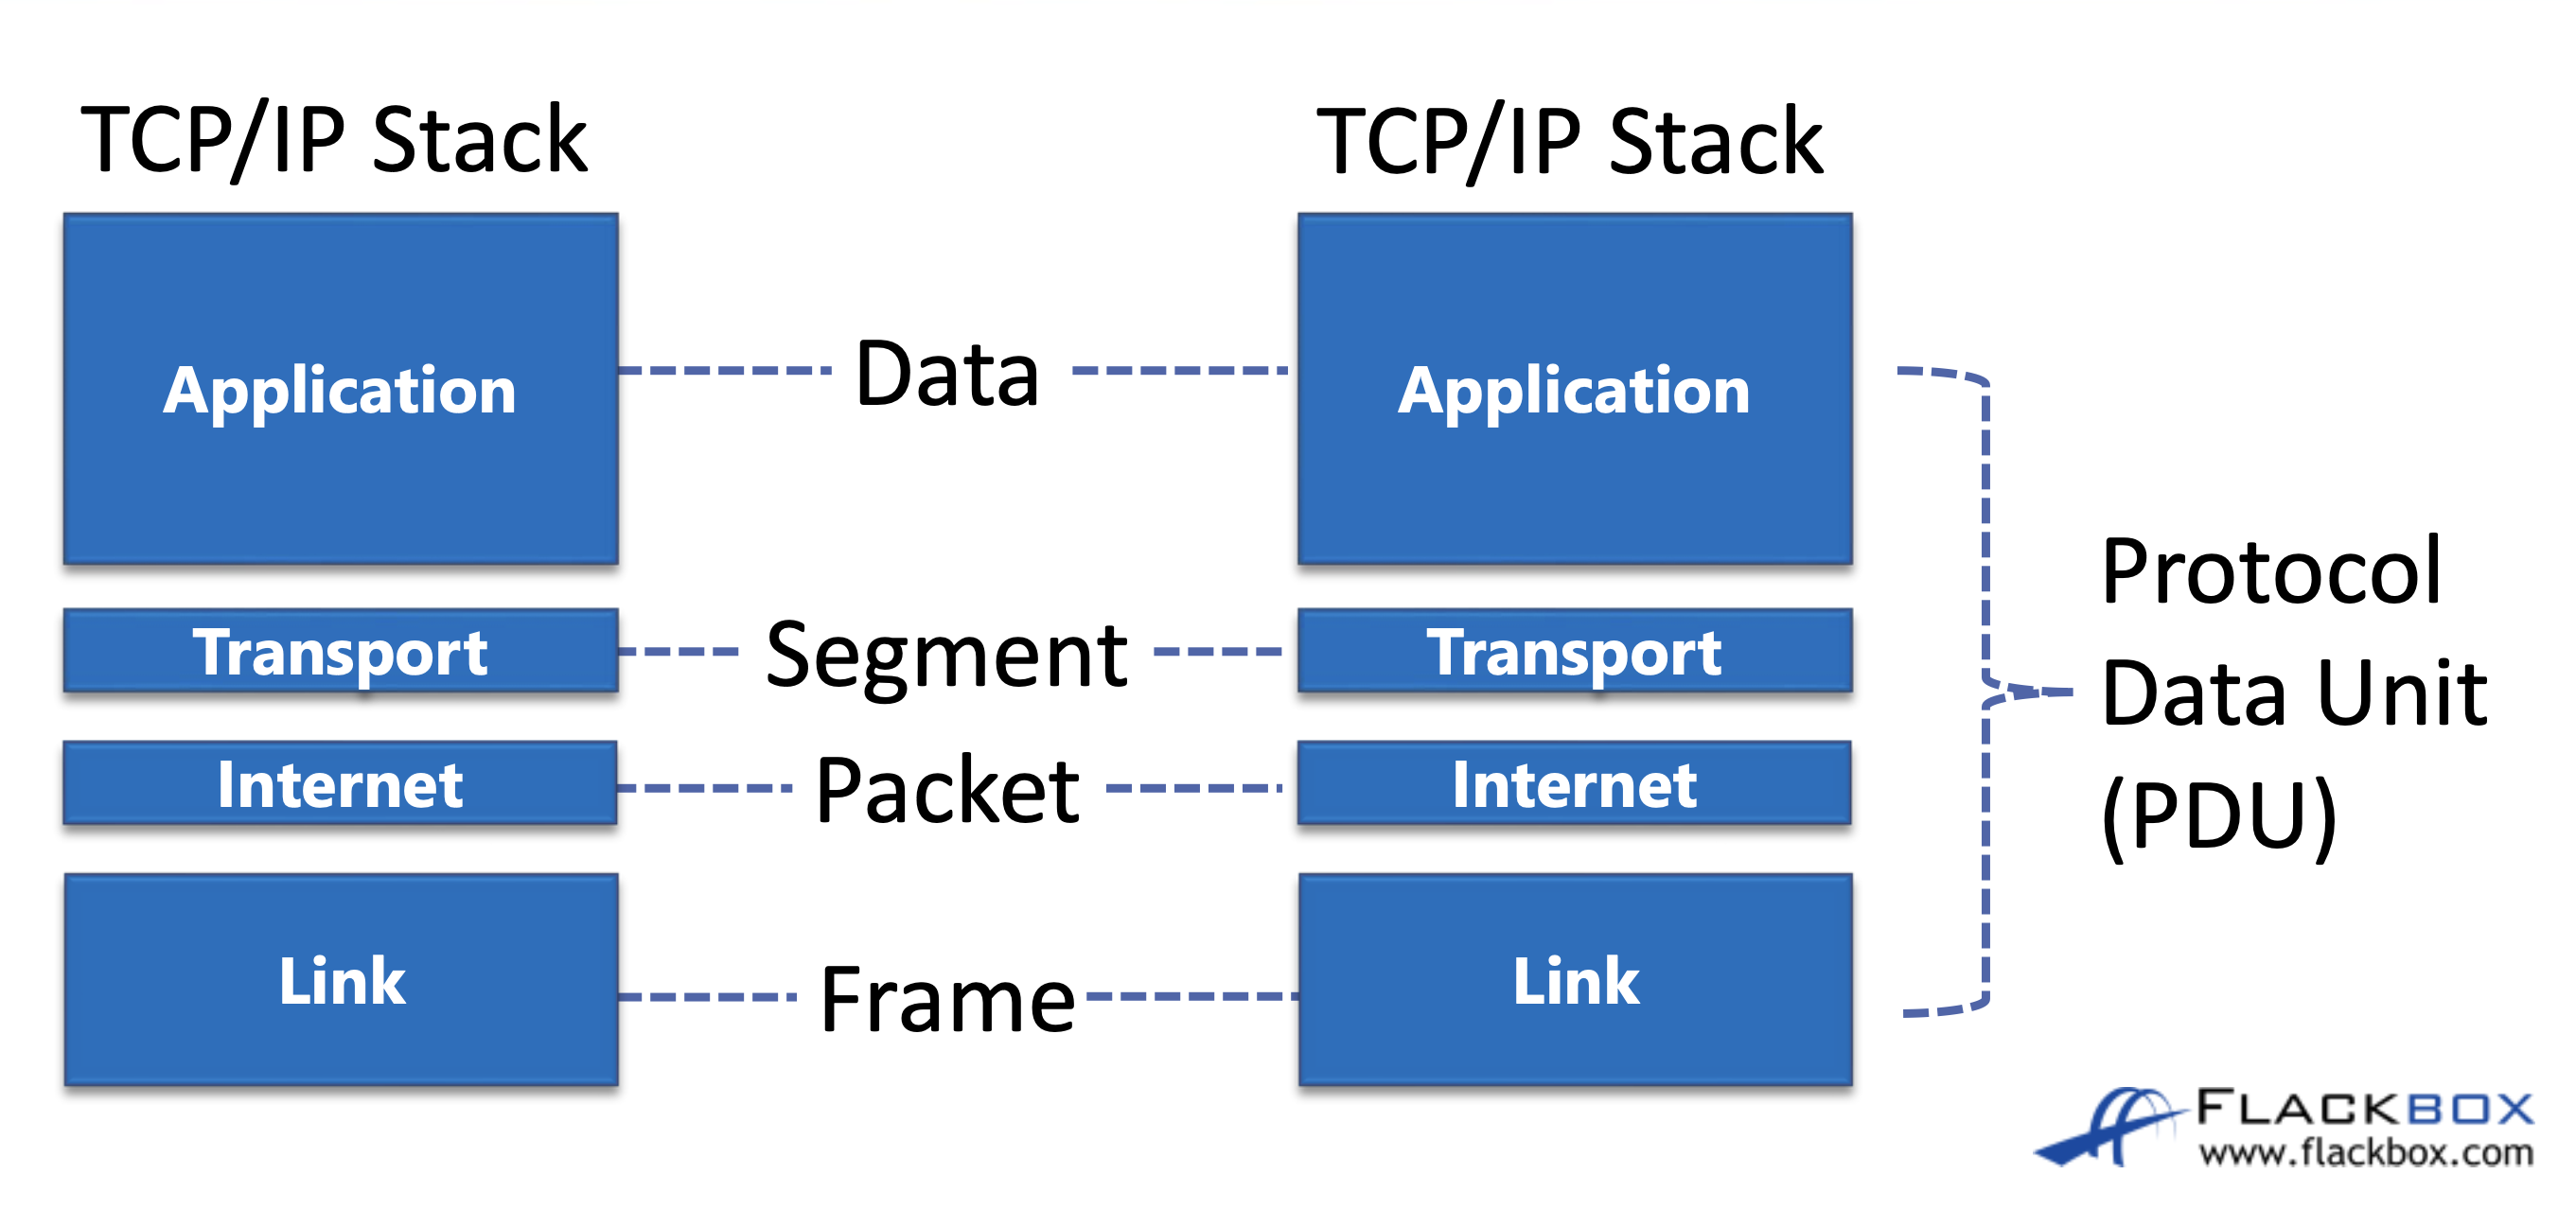 TCP/IP Stack
TCP/IP Stack
Application
Data
Application
Transport
Segment
Transport
Internet
Packet
Internet
Link
Frame
Link
Protocol
Data Unit
(PDU)
FLACKBOX
www.flackbox.com